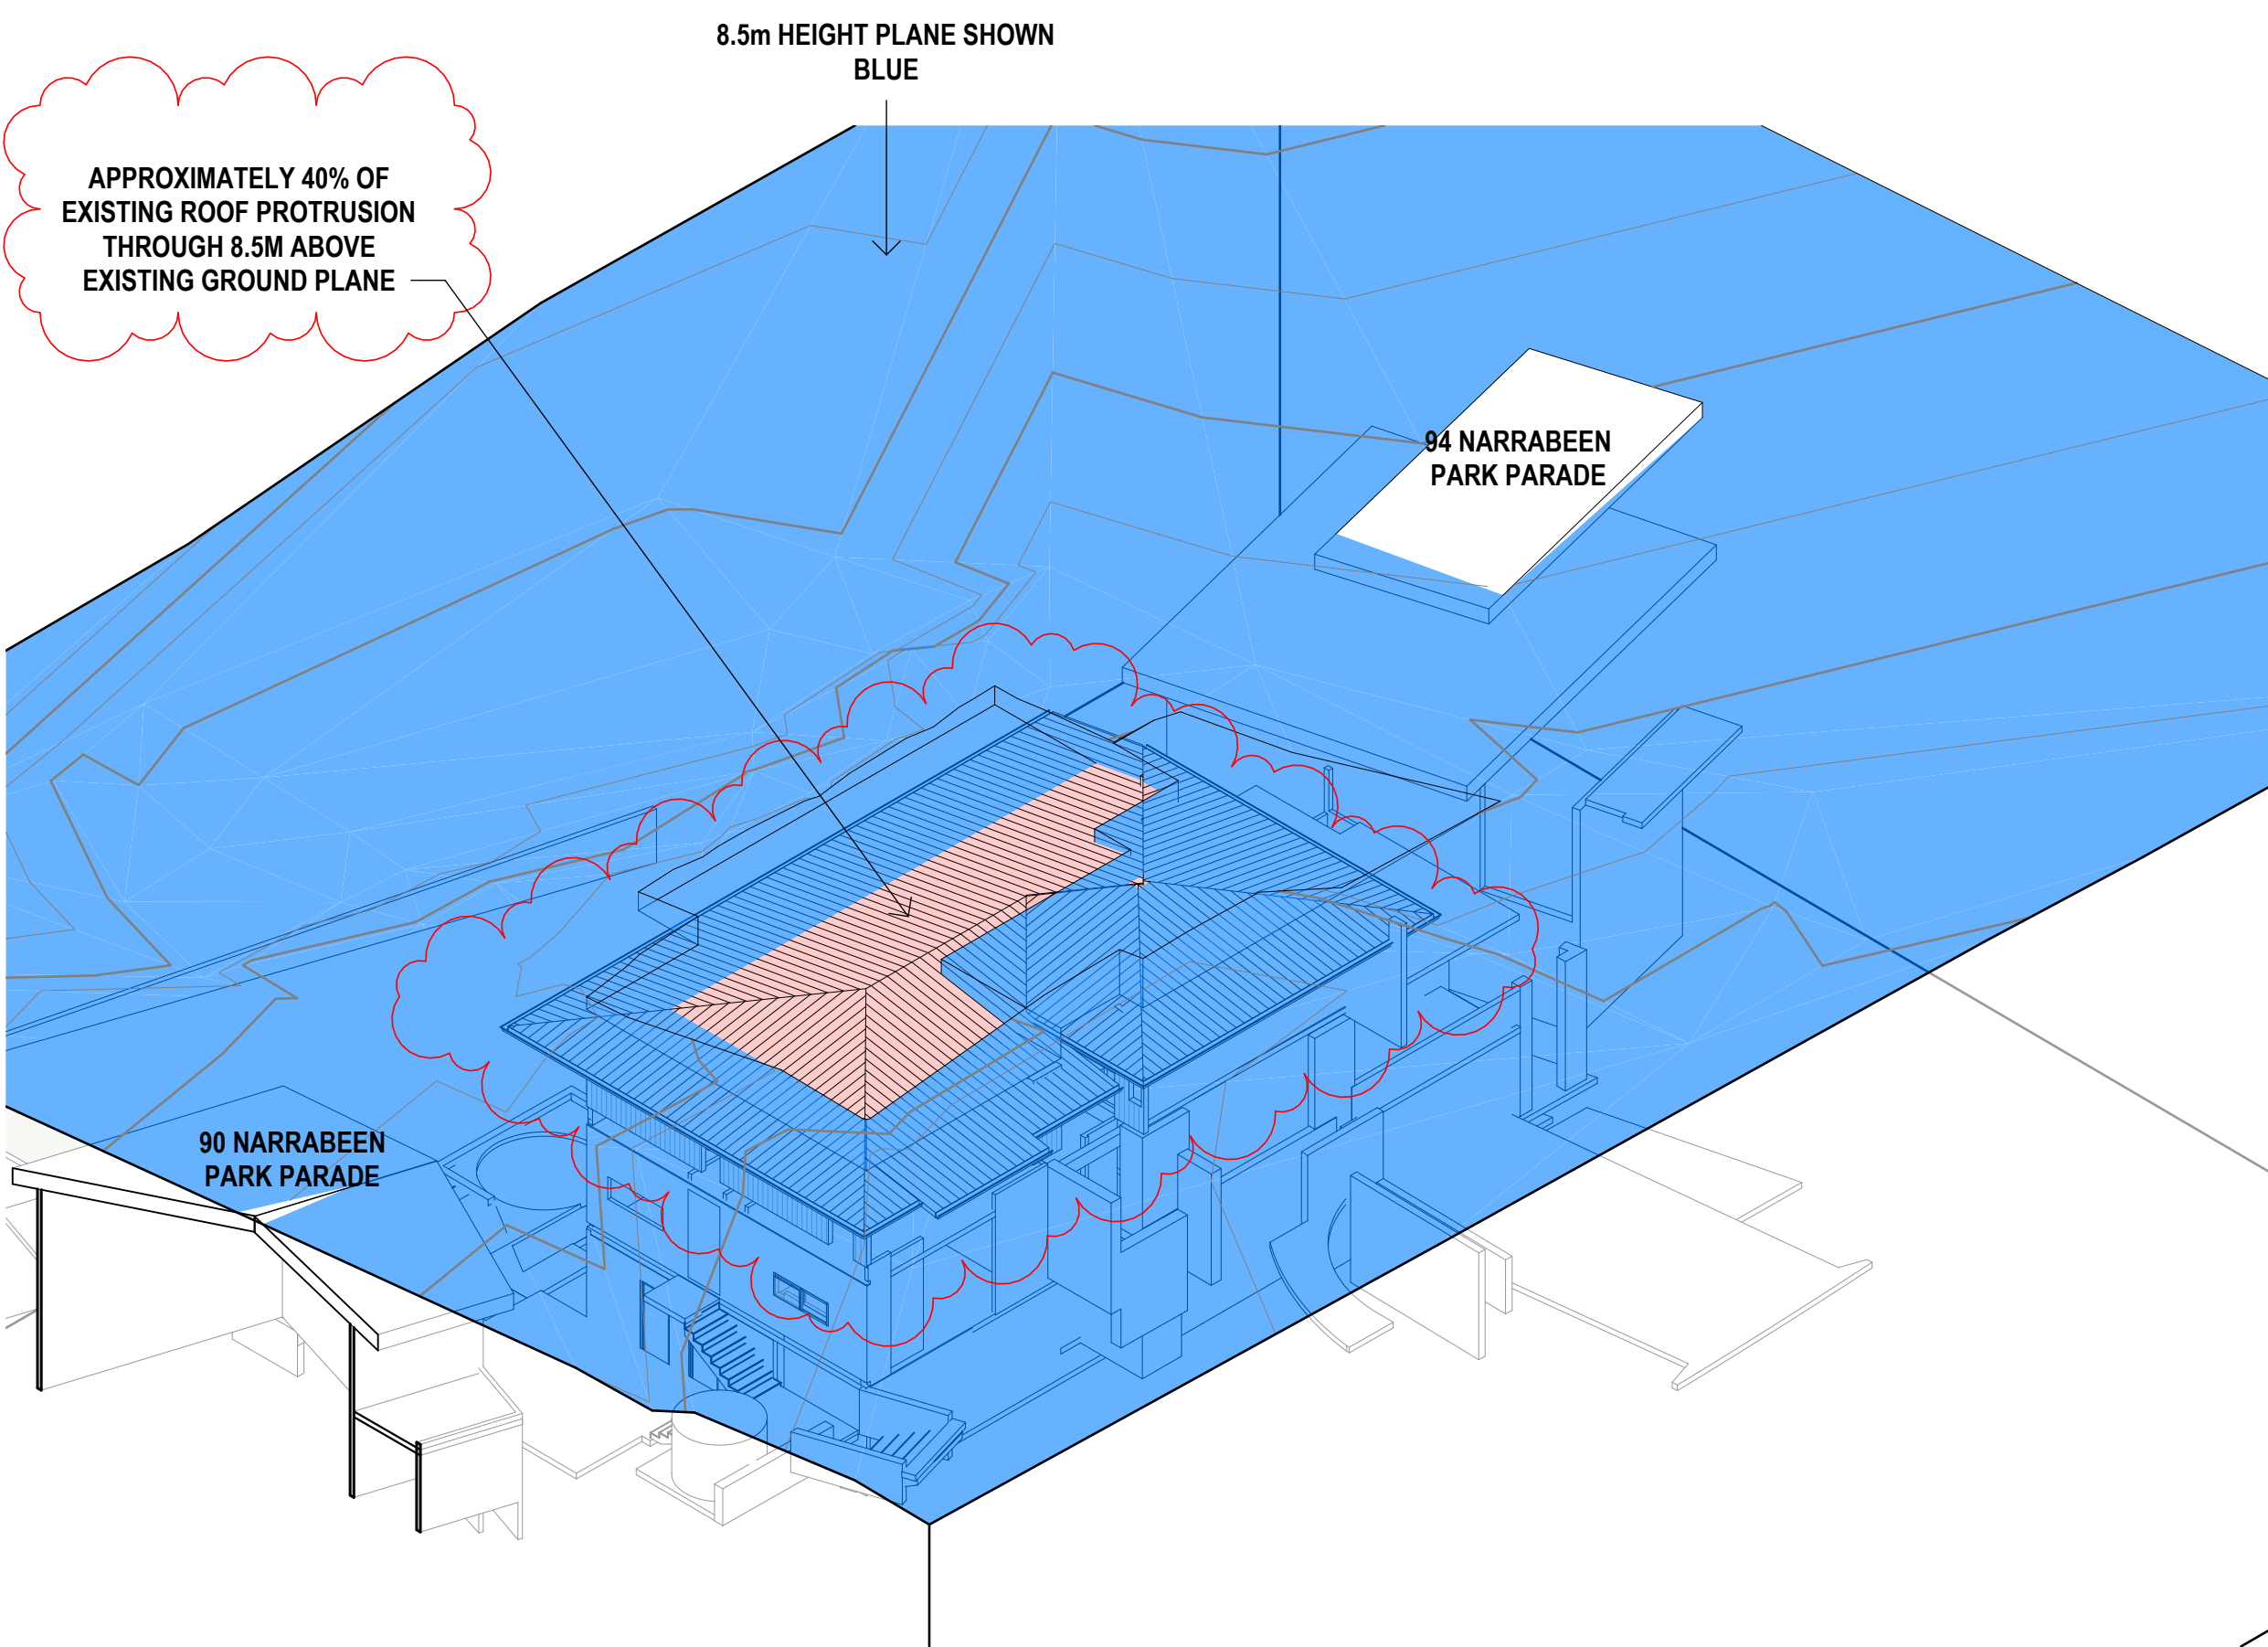 8.5m HEIGHT PLANE SHOWN
BLUE
APPROXIMATELY 40% OF
EXISTING ROOF PROTRUSION
THROUGH 8.5M ABOVE
EXISTING GROUND PLANE
94 NARRABEEN
PARK PARADE
90 NARRABEEN
PARK PARADE